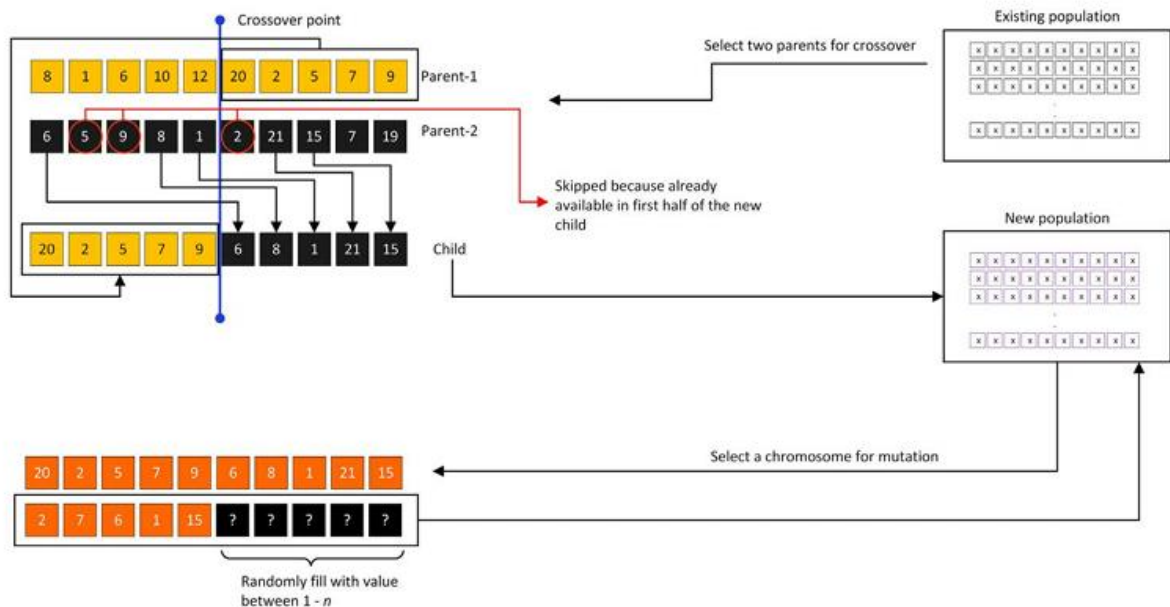 Crossover point
Existing population
Select two parents for crossover
8 1 6 10 12 20 2 5 7 9
Parent-1
x x x x x x x x x x
x x x x x x x x x x
x x x x x x x x x x
x x x x x x x x x x
6 5 9 8 1 2 21 15 7 19
Parent-2
Skipped because already
available in first half of the new
child
New population
20 2 5 7 9 6 8 1 21 15
Child
x x x x x x x x x x
x x x x x x x x x x
x x x x x x x x x x
x x x x x x x x x x
Select a chromosome for mutation
20 2 5 7 9 6 8 1 21 15
2 7 6 1 15 ? ? ? ? ?
Randomly fill with value
between 1 - n